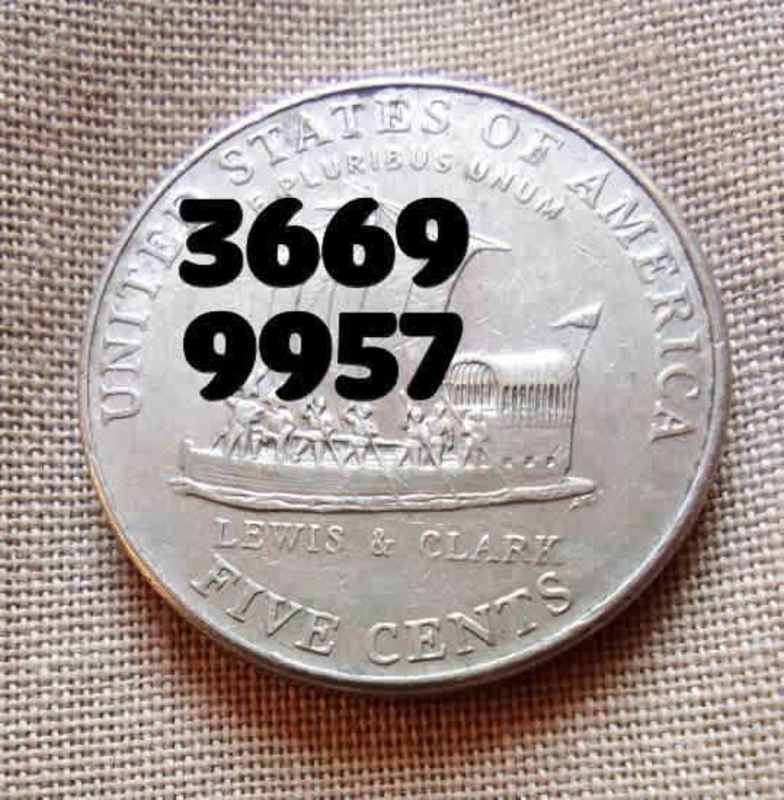 UNITED STATES OF AMERICA
E PLURIBUS UNUM
3669
9957
LEWIS & CLARK
FIVE CENTS